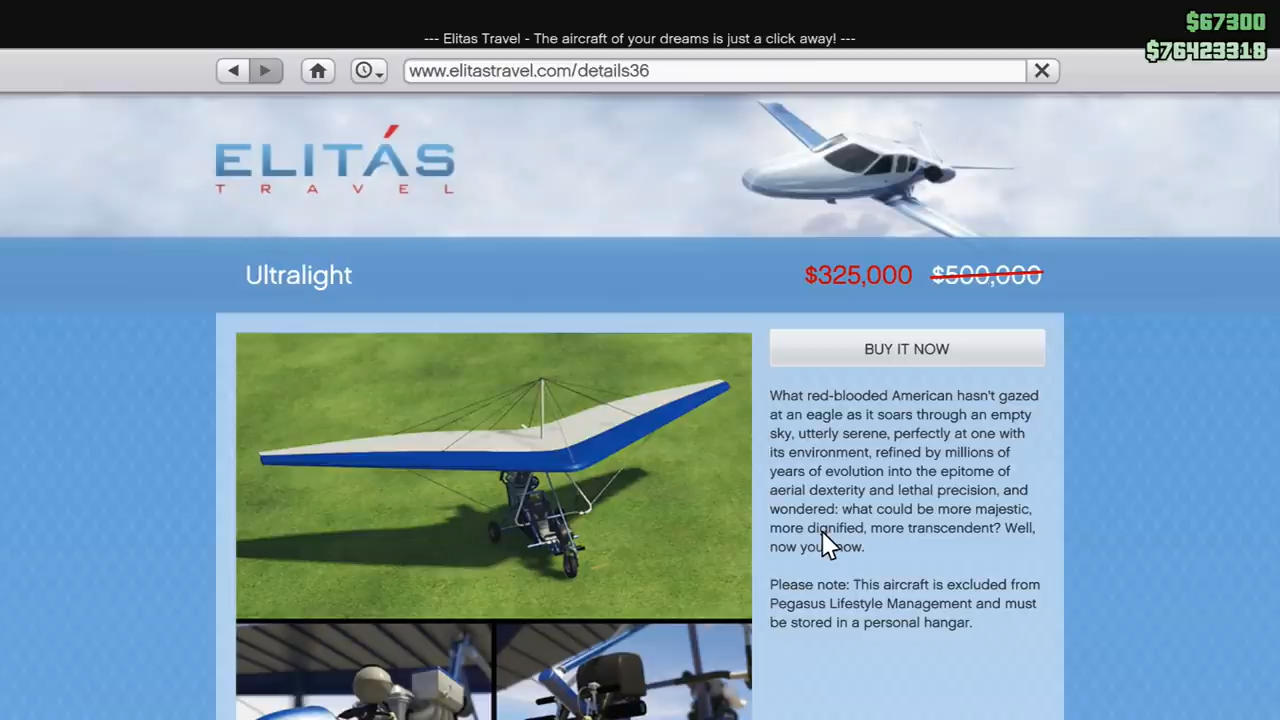 $67300
--- Elitas Travel - The aircraft of your dreams is just a click away! ---
$76423318
www.elitastravel.com/details36
ELITÁS
TRAVEL
Ultralight
$325,000 $500,000
BUY IT NOW
What red-blooded American hasn't gazed
at an eagle as it soars through an empty
sky, utterly serene, perfectly at one with
its environment, refined by millions of
years of evolution into the epitome of
aerial dexterity and lethal precision, and
wondered: what could be more majestic,
more dignified, more transcendent? Well,
now you know.
Please note: This aircraft is excluded from
Pegasus Lifestyle Management and must
be stored in a personal hangar.